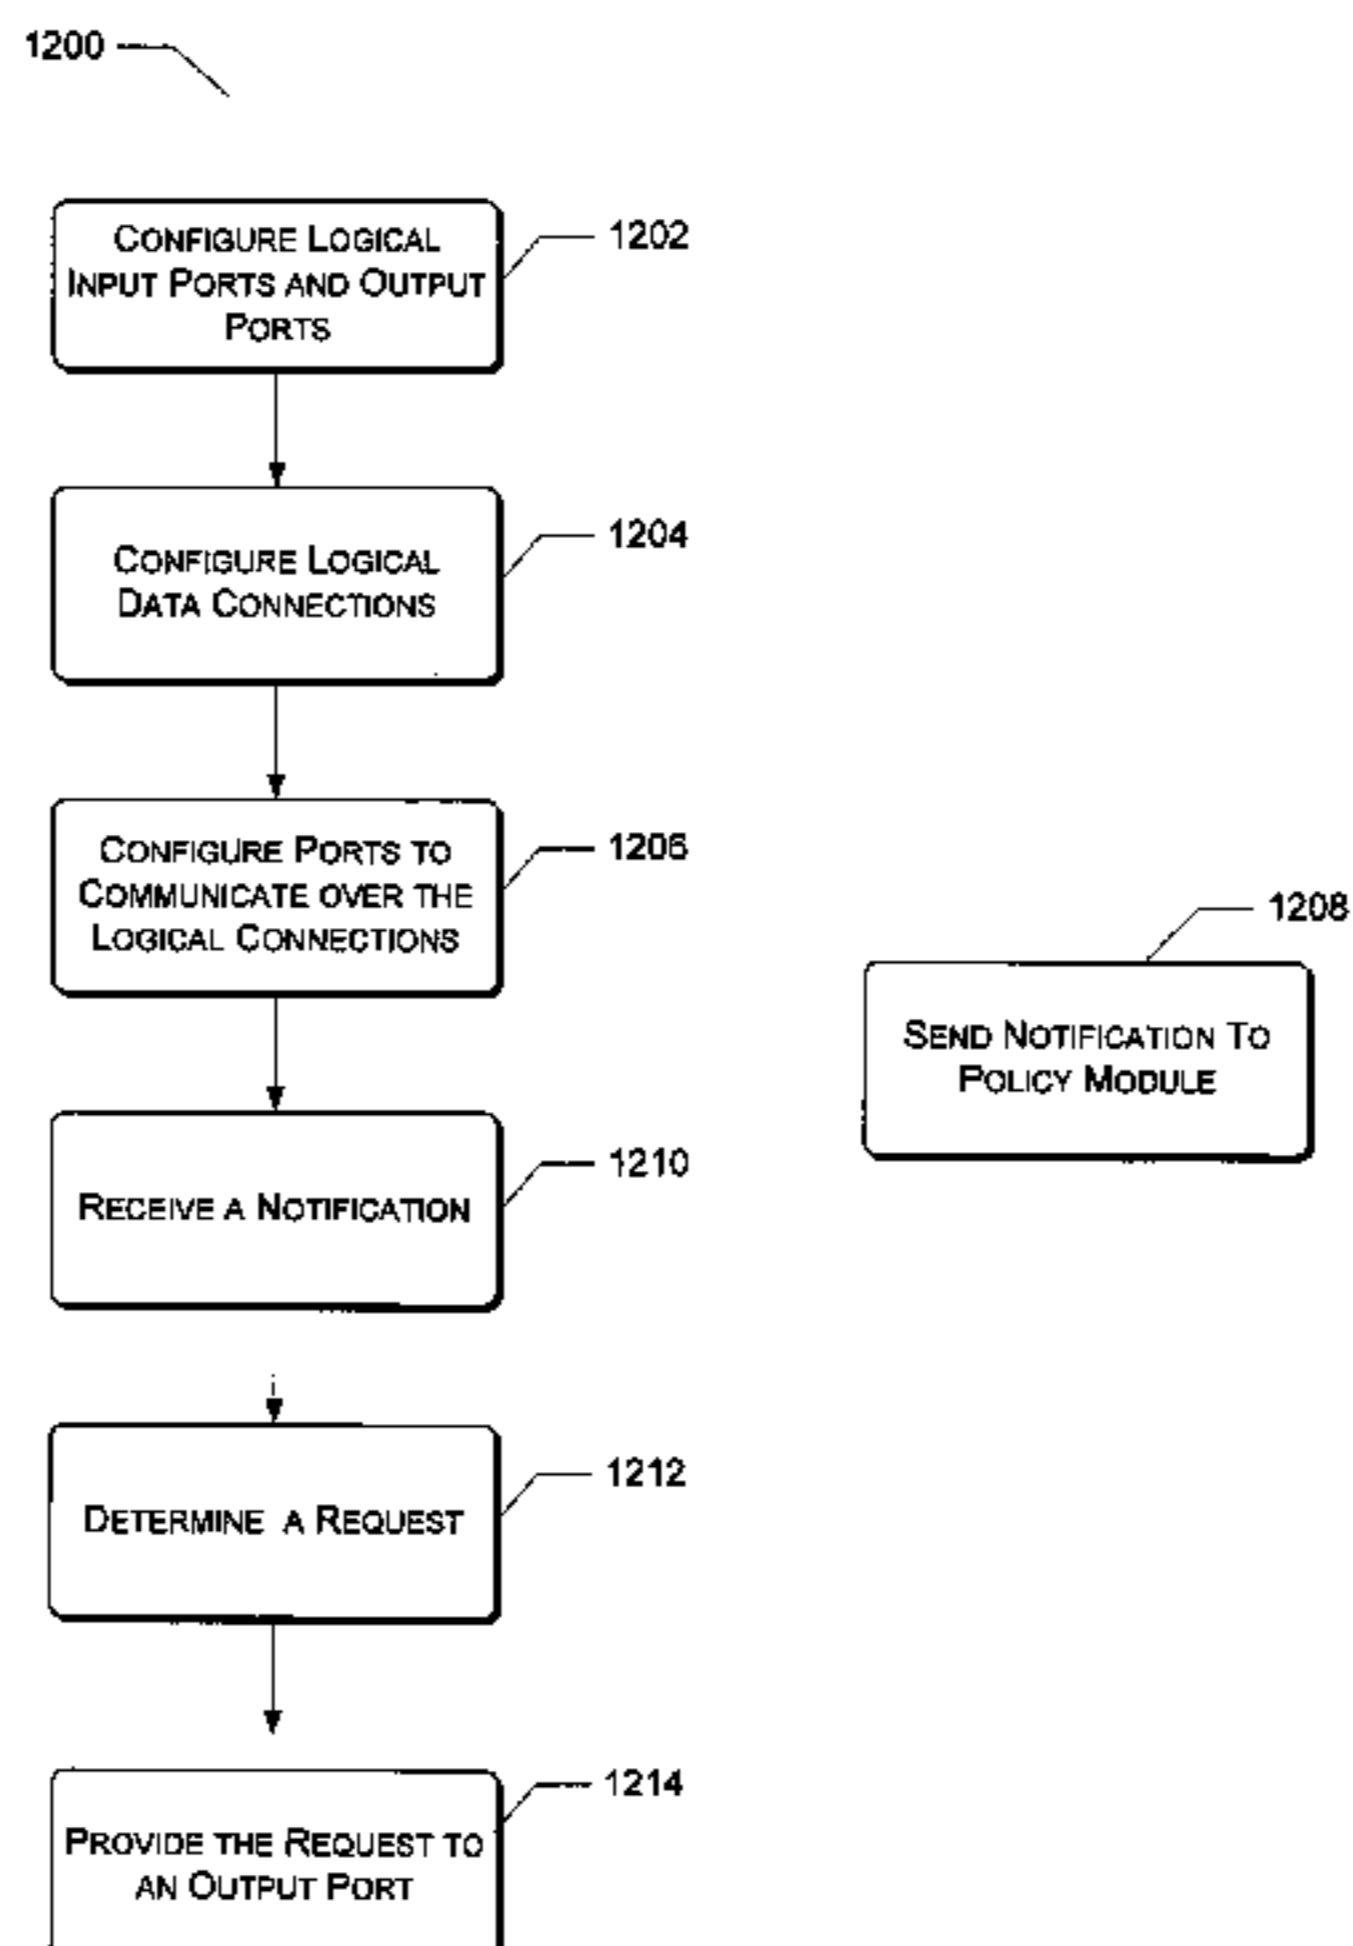 1200
CONFIGURE LOGICAL
INPUT PORTS AND OUTPUT
PORTS
1202
CONFIGURE LOGICAL
DATA CONNECTIONS
1204
CONFIGURE PORTS TO
COMMUNICATE OVER THE
LOGICAL CONNECTIONS
1206
1208
SEND NOTIFICATION TO
POLICY MODULE
RECEIVE A NOTIFICATION
1210
DETERMINE A REQUEST
1212
PROVIDE THE REQUEST TO
AN OUTPUT PORT
1214